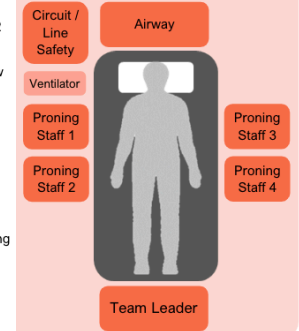 Circuit /
Line
Safety
Airway
Ventilator
Proning
Staff 1
Proning
Staff 3
Proning
Staff 2
Proning
Staff 4
Team Leader